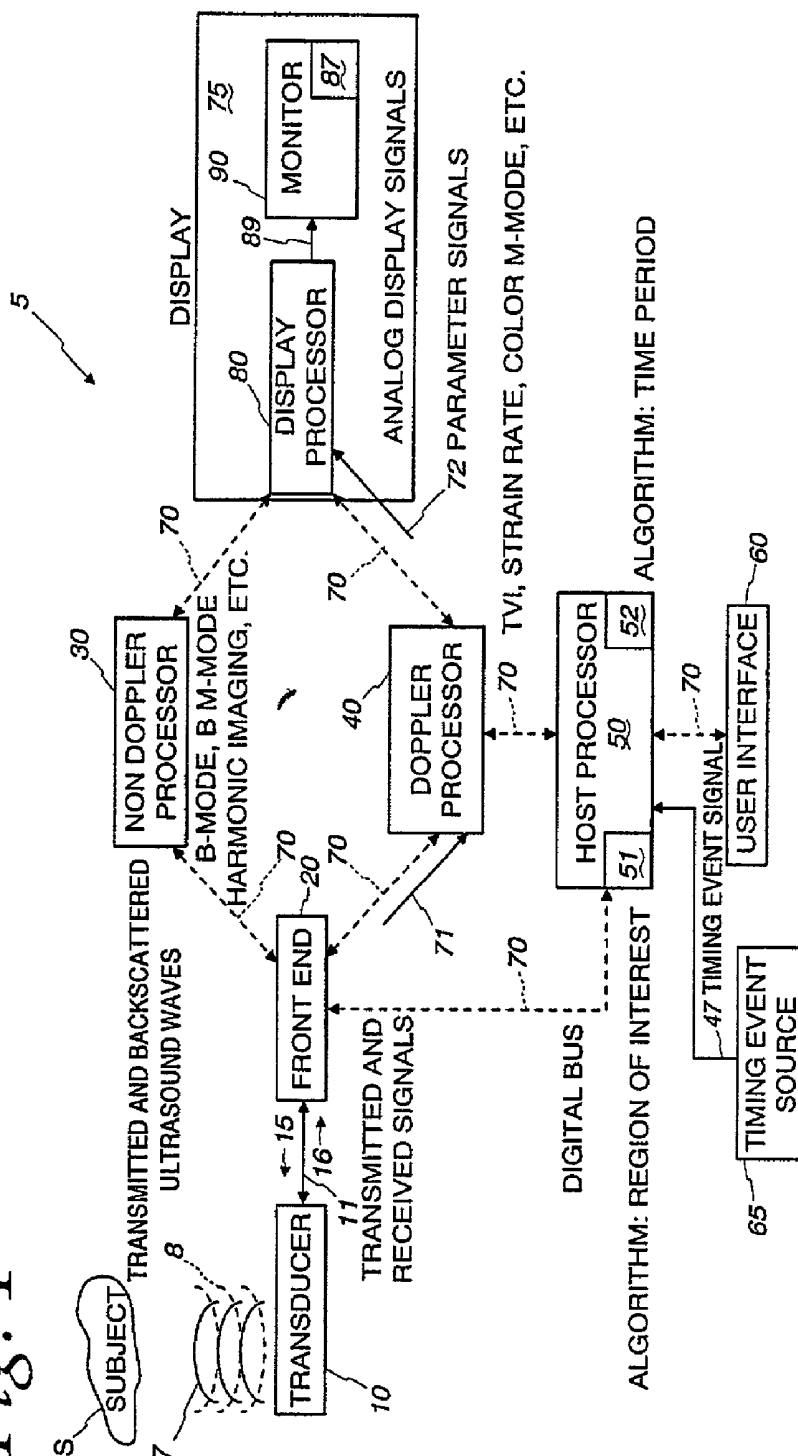 Fig. 1
5
S
SUBJECT
TRANSMITTED AND BACKSCATTERED
ULTRASOUND WAVES
7
8
TRANSDUCER
10
15
16
11
TRANSMITTED AND
RECEIVED SIGNALS
FRONT END
20
70
70
70
71
30
NON DOPPLER
PROCESSOR
B-MODE, B M-MODE
HARMONIC IMAGING, ETC.
40
DOPPLER
PROCESSOR
TVI, STRAIN RATE, COLOR M-MODE, ETC.
70
70
70
72 PARAMETER SIGNALS
DISPLAY
75
80
DISPLAY
PROCESSOR
89
90
MONITOR
87
ANALOG DISPLAY SIGNALS
DIGITAL BUS
HOST PROCESSOR
50
51
52
ALGORITHM: REGION OF INTEREST
ALGORITHM: TIME PERIOD
47 TIMING EVENT SIGNAL
70
60
USER INTERFACE
65
TIMING EVENT
SOURCE